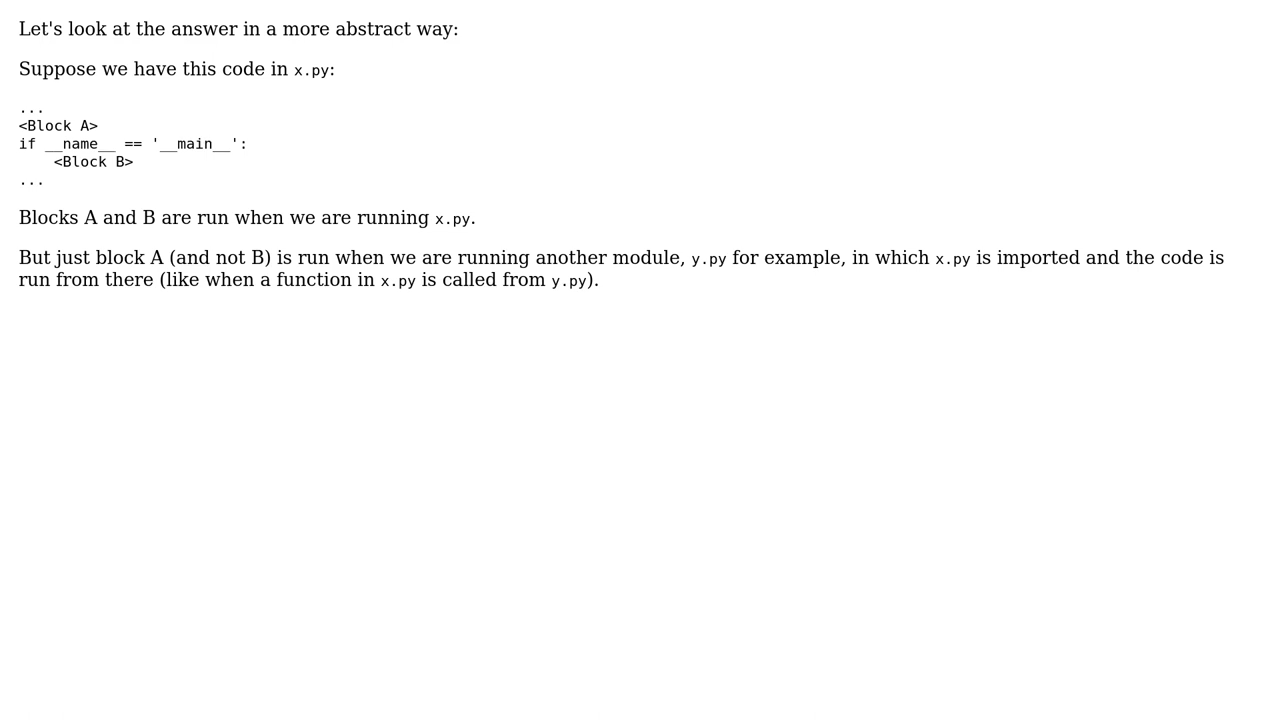 Let's look at the answer in a more abstract way:
Suppose we have this code in x.py:
...
<Block A>
if __name__ == '__main__':
    <Block B>
...
Blocks A and B are run when we are running x.py.
But just block A (and not B) is run when we are running another module, y.py for example, in which x.py is imported and the code is
run from there (like when a function in x.py is called from y.py).